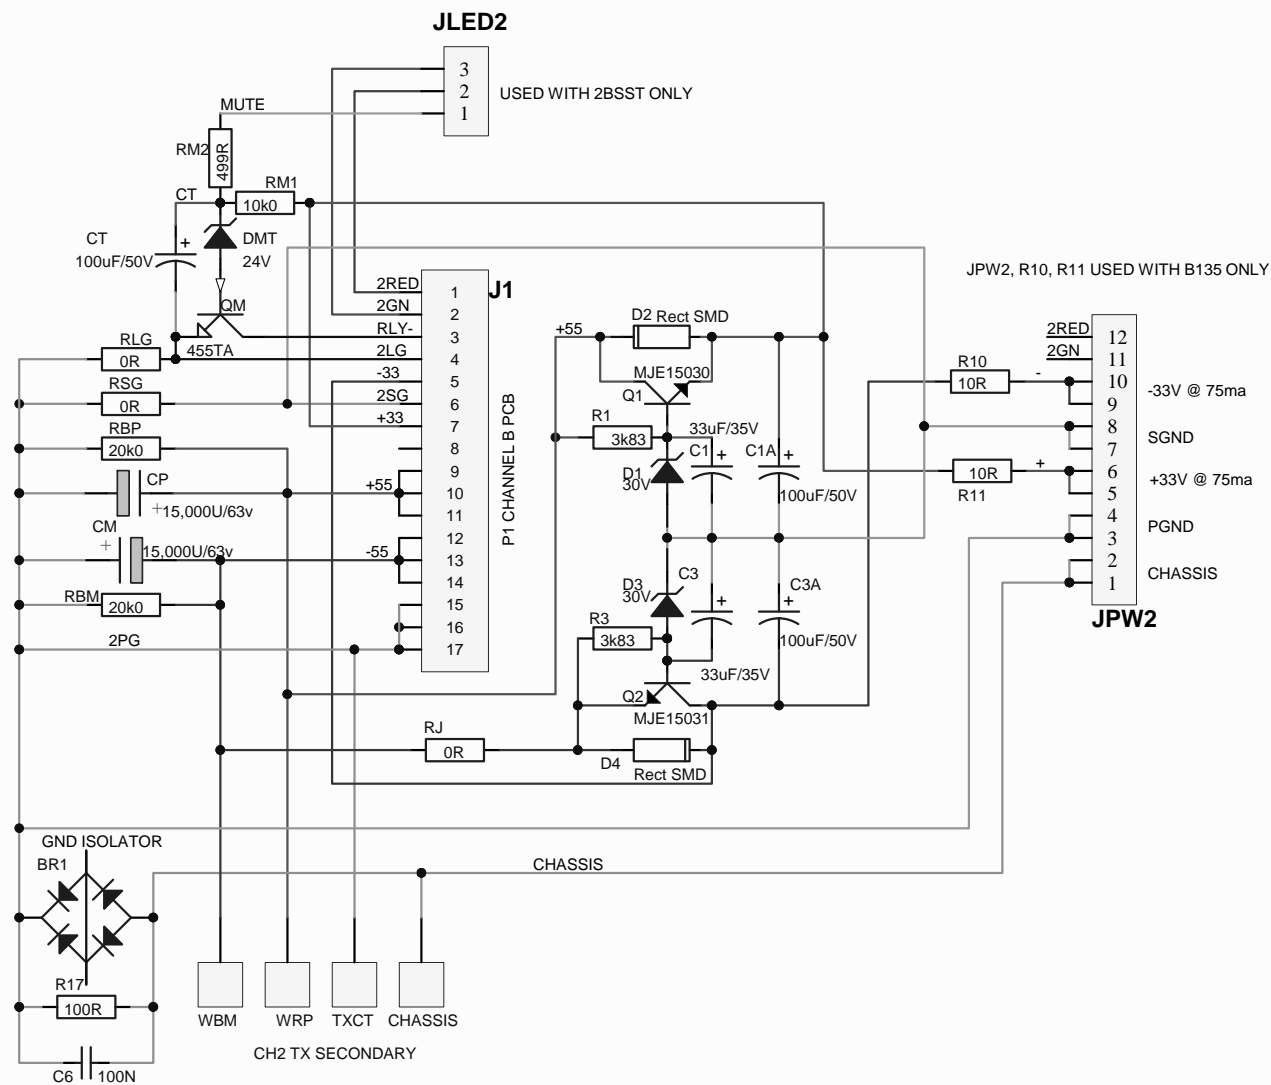 JLED2
3
2
1
USED WITH 2BSST ONLY
MUTE
RM2
499R
CT
RM1
10k0
CT
100uF/50V
+
DMT
24V
QM
455TA
J1
P1 CHANNEL B PCB
2RED 1
2GN 2
RLY- 3
2LG 4
-33 5
2SG 6
+33 7
8
9
+55 10
11
12
-55 13
14
15
16
17
RLG
0R
RSG
0R
RBP
20k0
CP
+15,000U/63v
CM
+
15,000U/63v
RBM
20k0
2PG
+55
D2 Rect SMD
MJE15030
Q1
R1
3k83
33uF/35V
D1
30V
C1
+
C1A
+
100uF/50V
D3
30V
C3
+
C3A
+
100uF/50V
R3
3k83
33uF/35V
Q2
MJE15031
RJ
0R
D4
Rect SMD
JPW2, R10, R11 USED WITH B135 ONLY
2RED 12
2GN 11
R10
10R
- 10
9
-33V @ 75ma
8
7
SGND
10R
R11
+ 6
5
+33V @ 75ma
4
3
PGND
2
1
CHASSIS
JPW2
GND ISOLATOR
BR1
CHASSIS
R17
100R
C6 100N
WBM
WRP
TXCT
CHASSIS
CH2 TX SECONDARY